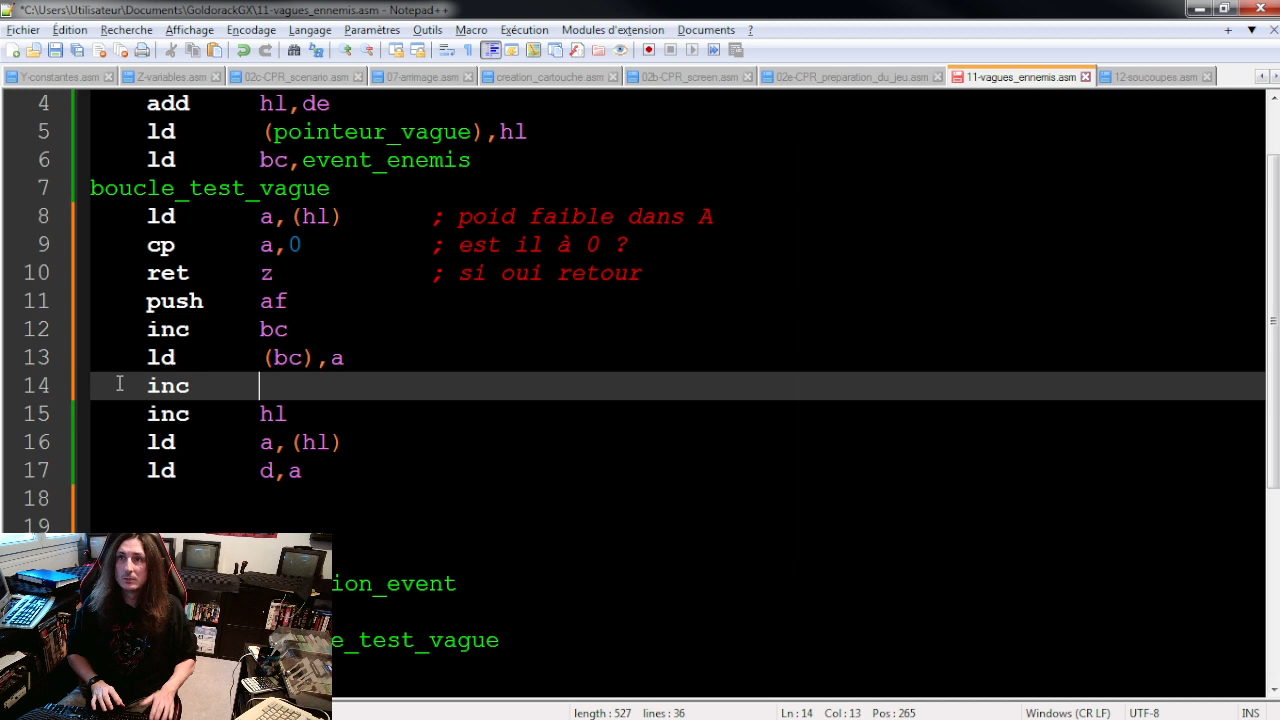 *C:\Users\Utilisateur\Documents\GoldorackGX\11-vagues_ennemis.asm - Notepad++
Fichier Édition Recherche Affichage Encodage Langage Paramètres Outils Macro Exécution Modules d'extension Documents ?
Y-constantes.asm Z-variables.asm 02c-CPR_scenario.asm 07-arrimage.asm creation_cartouche.asm 02b-CPR_screen.asm 02e-CPR_preparation_du_jeu.asm 11-vagues_ennemis.asm 12-soucoupes.asm
4 add hl,de
5 ld (pointeur_vague),hl
6 ld bc,event_enemis
7 boucle_test_vague
8 ld a,(hl) ; poid faible dans A
9 cp a,0 ; est il à 0 ?
10 ret z ; si oui retour
11 push af
12 inc bc
13 ld (bc),a
14 inc
15 inc hl
16 ld a,(hl)
17 ld d,a
18
19
ion_event
e_test_vague
length : 527 lines : 36 Ln : 14 Col : 13 Pos : 265 Windows (CR LF) UTF-8 INS